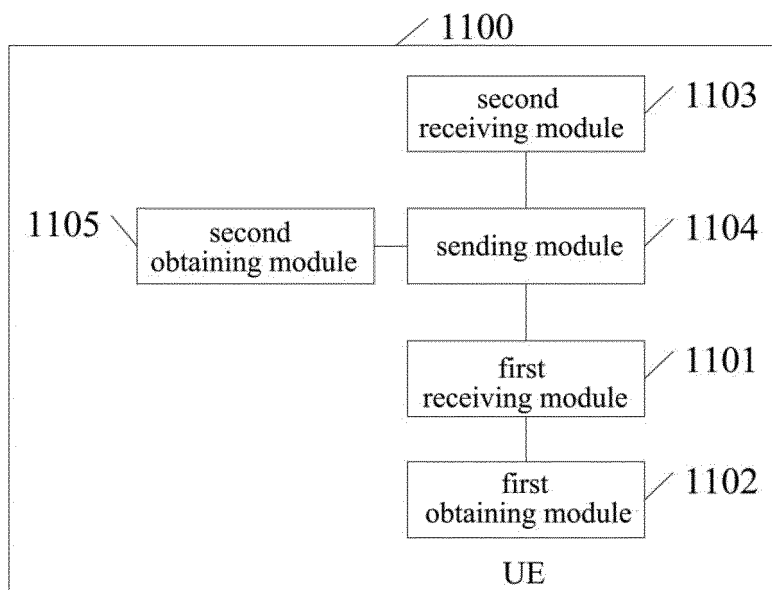 1100
second
receiving module
1103
1105
second
obtaining module
sending module
1104
first
receiving module
1101
first
obtaining module
1102
UE